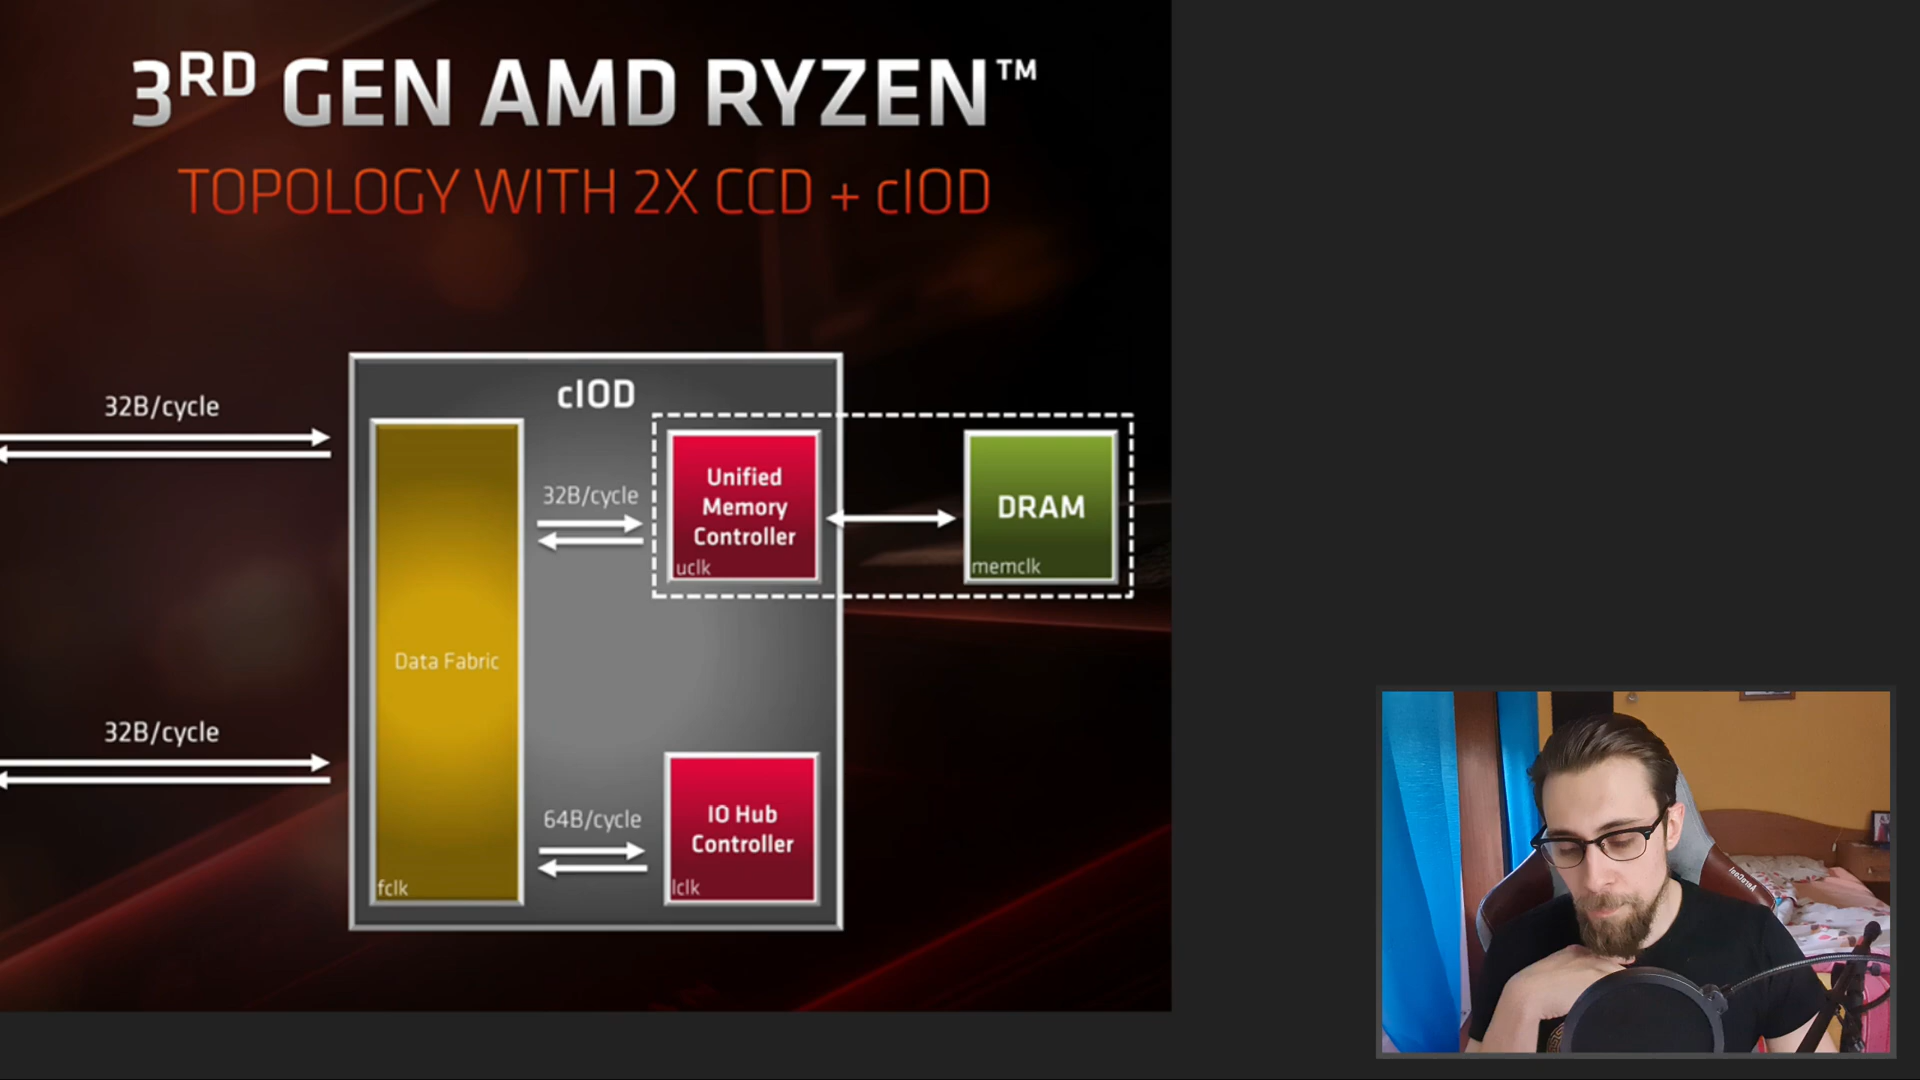 3RD GEN AMD RYZEN™
TOPOLOGY WITH 2X CCD + cIOD
cIOD
32B/cycle
32B/cycle
Unified
Memory
Controller
uclk
DRAM
memclk
Data Fabric
fclk
32B/cycle
64B/cycle
IO Hub
Controller
lclk
AeroCool